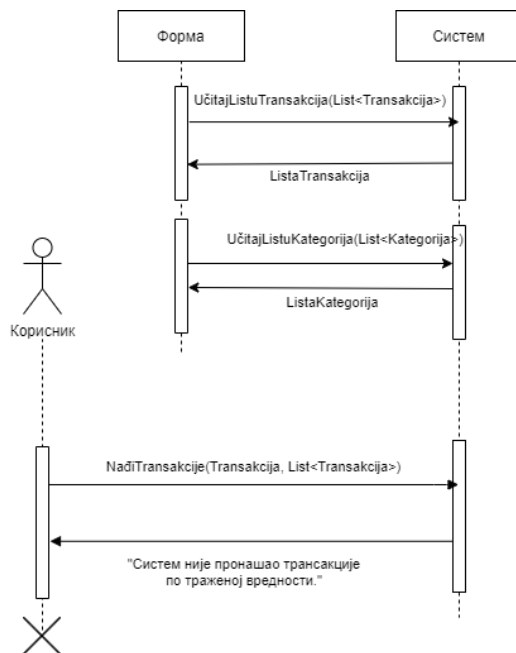 Форма
Систем
UčitajListuTransakcija(List<Transakcija>)
ListaTransakcija
UčitajListuKategorija(List<Kategorija>)
ListaKategorija
Корисник
NađiTransakcije(Transakcija, List<Transakcija>)
"Систем није пронашао трансакције
по траженој вредности."